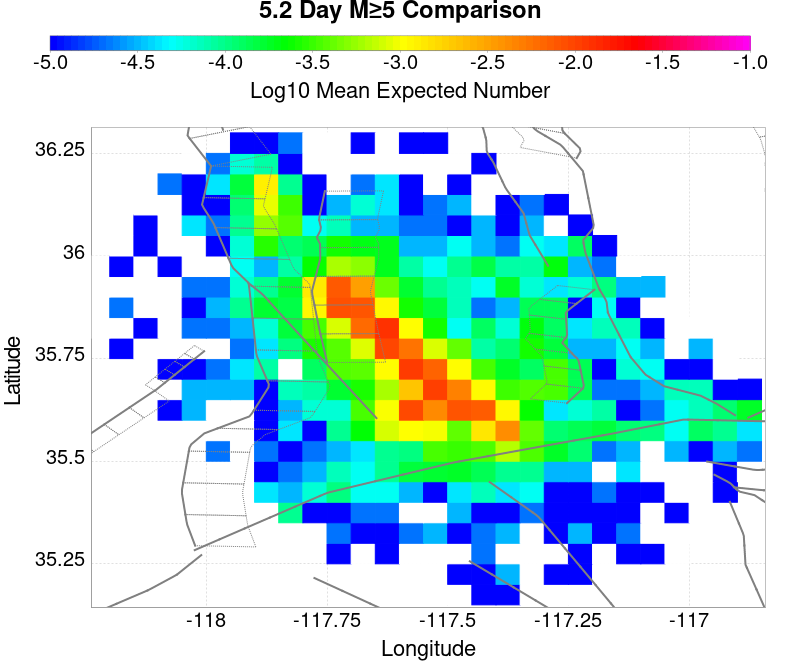 5.2 Day M≥5 Comparison
-5.0 -4.5 -4.0 -3.5 -3.0 -2.5 -2.0 -1.5 -1.0
Log10 Mean Expected Number
36.25
36
35.75
35.5
35.25
Latitude
-118 -117.75 -117.5 -117.25 -117
Longitude